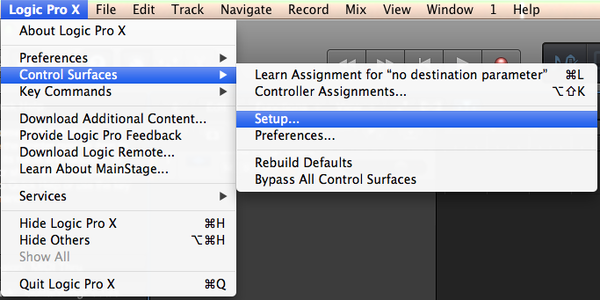 Logic Pro X File Edit Track Navigate Record Mix View Window 1 Help
About Logic Pro X
Preferences
Control Surfaces
Key Commands
Download Additional Content...
Provide Logic Pro Feedback
Download Logic Remote...
Learn About MainStage...
Services
Hide Logic Pro X ⌘H
Hide Others ⌥⌘H
Show All
Quit Logic Pro X ⌘Q
Learn Assignment for “no destination parameter” ⌘L
Controller Assignments... ⌥⇧K
Setup...
Preferences...
Rebuild Defaults
Bypass All Control Surfaces